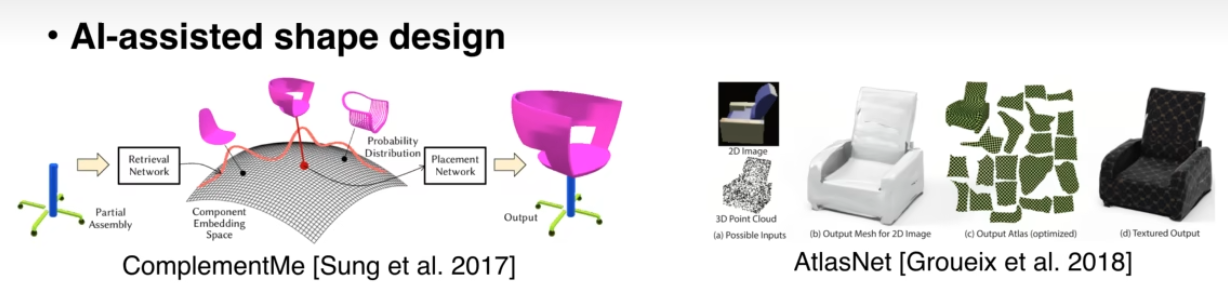 • AI-assisted shape design
Retrieval
Network
Partial
Assembly
Component
Embedding
Space
Probability
Distribution
Placement
Network
Output
ComplementMe [Sung et al. 2017]
2D Image
3D Point Cloud
(a) Possible Inputs
(b) Output Mesh for 2D Image
(c) Output Atlas (optimized)
(d) Textured Output
AtlasNet [Groueix et al. 2018]